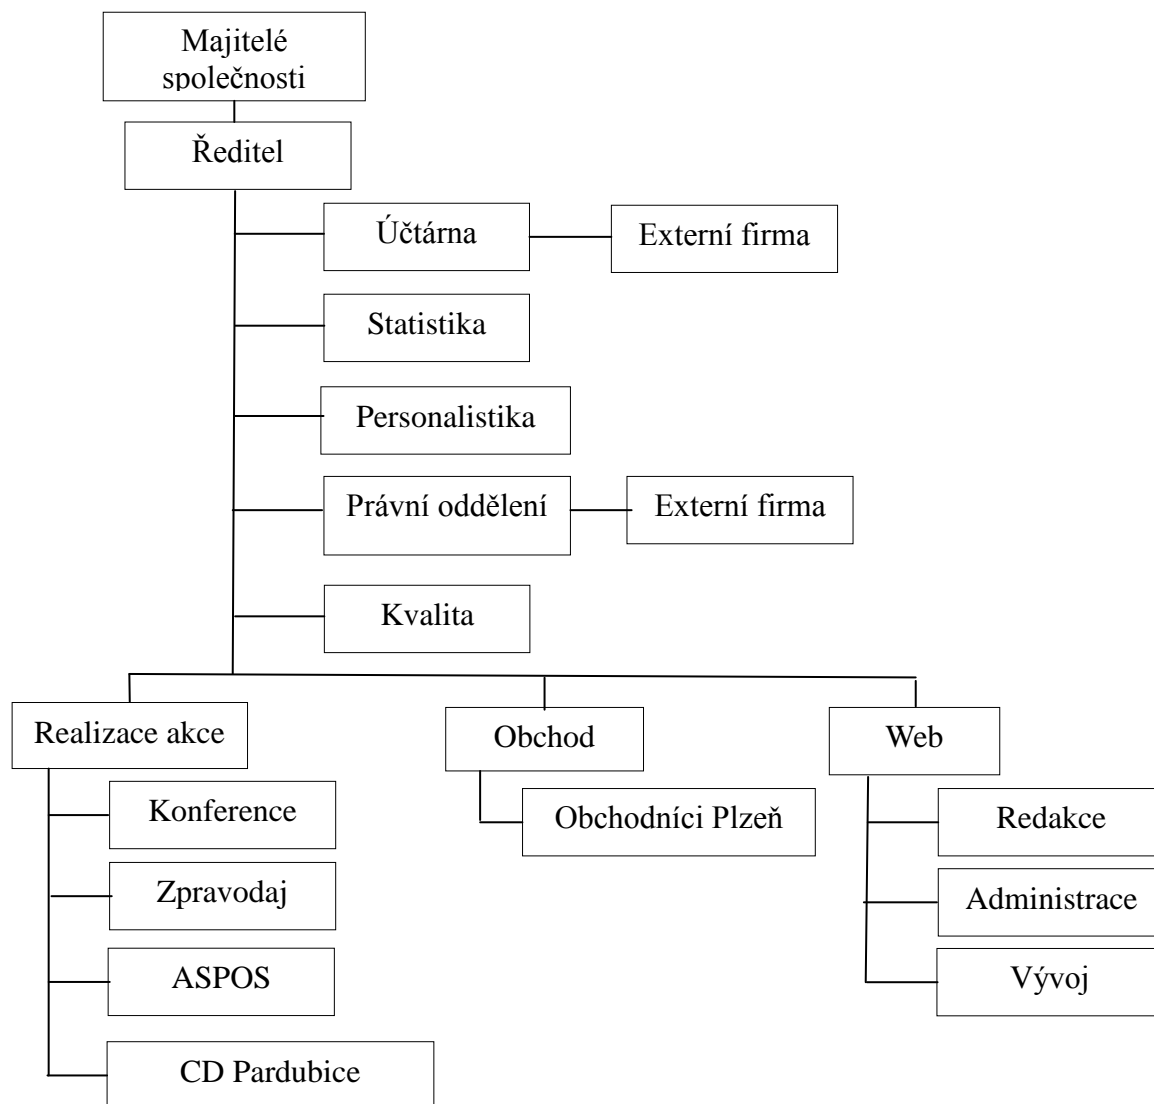 Majitelé
společnosti
Ředitel
Účtárna
Externí firma
Statistika
Personalistika
Právní oddělení
Externí firma
Kvalita
Realizace akce
Obchod
Web
Konference
Obchodníci Plzeň
Redakce
Zpravodaj
Administrace
ASPOS
Vývoj
CD Pardubice